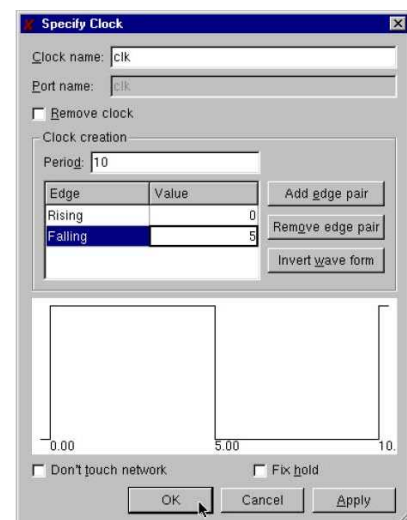 Specify Clock
Clock name: clk
Port name: clk
Remove clock
Clock creation
Period: 10
Edge Value
Rising 0
Falling 5
Add edge pair
Remove edge pair
Invert wave form
0.00 5.00 10.
Don't touch network Fix hold
OK Cancel Apply